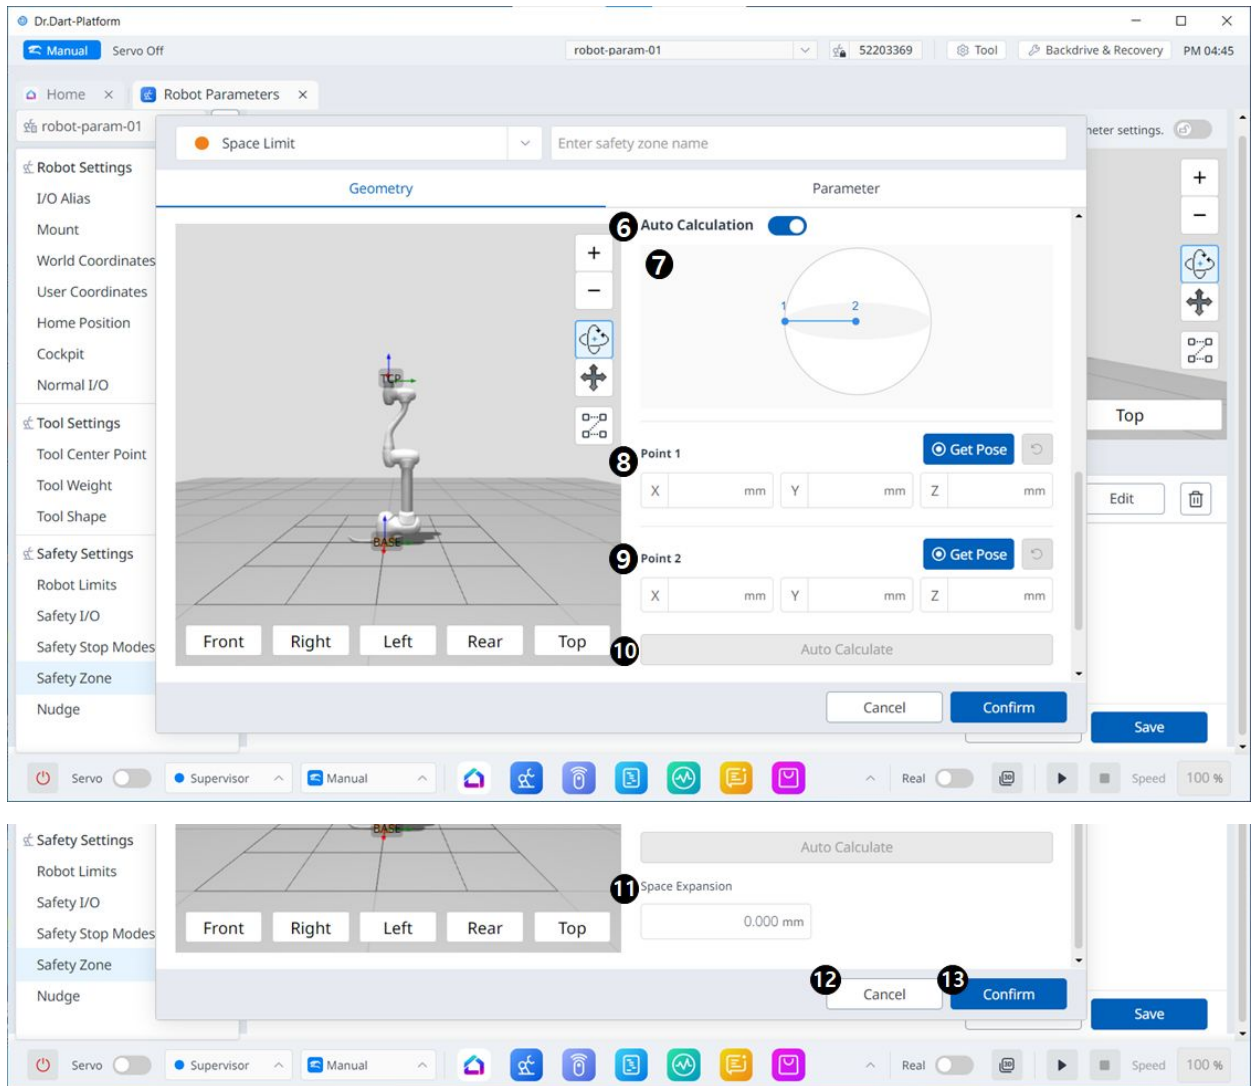 Dr.Dart-Platform
Manual Servo Off robot-param-01 52203369 Tool Backdrive & Recovery PM 04:45
Home Robot Parameters
robot-param-01 Space Limit Enter safety zone name neter settings.
Robot Settings Geometry Parameter
I/O Alias
Mount 6 Auto Calculation
World Coordinates 7
User Coordinates 1 2
Home Position
Cockpit
Normal I/O TCP
Tool Settings Top
Tool Center Point 8 Point 1 Get Pose
Tool Weight X mm Y mm Z mm Edit
Tool Shape
BASE
Safety Settings 9 Point 2 Get Pose
Robot Limits X mm Y mm Z mm
Safety I/O
Safety Stop Modes Front Right Left Rear Top 10 Auto Calculate
Safety Zone
Nudge Cancel Confirm
Save
Servo Supervisor Manual Real 3D Speed 100 %
BASE
Safety Settings Auto Calculate
Robot Limits 11 Space Expansion
Safety I/O 0.000 mm
Safety Stop Modes Front Right Left Rear Top
Safety Zone
Nudge 12 Cancel 13 Confirm
Save
Servo Supervisor Manual Real 3D Speed 100 %